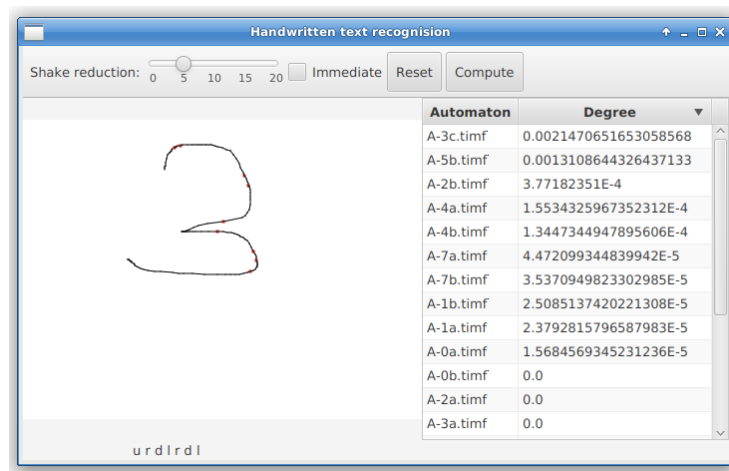 Handwritten text recognision
Shake reduction: 0 5 10 15 20 Immediate Reset Compute
Automaton Degree
A-3c.timf 0.0021470651653058568
A-5b.timf 0.0013108644326437133
A-2b.timf 3.77182351E-4
A-4a.timf 1.5534325967352312E-4
A-4b.timf 1.3447344947895606E-4
A-7a.timf 4.472099344839942E-5
A-7b.timf 3.5370949823302985E-5
A-1b.timf 2.5085137420221308E-5
A-1a.timf 2.3792815796587983E-5
A-0a.timf 1.5684569345231236E-5
A-0b.timf 0.0
A-2a.timf 0.0
A-3a.timf 0.0
3
u r d l r d l